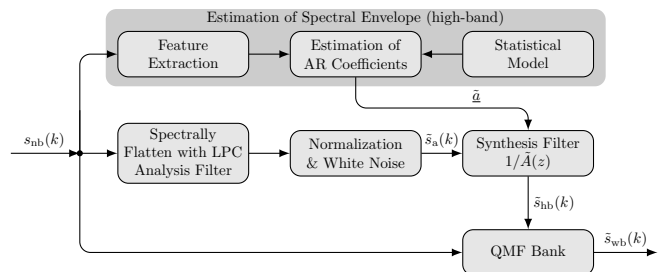 Estimation of Spectral Envelope (high-band)
Feature
Extraction
Estimation of
AR Coefficients
Statistical
Model
ã
s_nb(k)
Spectrally
Flatten with LPC
Analysis Filter
Normalization
& White Noise
s̃_a(k)
Synthesis Filter
1/Ã(z)
s̃_hb(k)
QMF Bank
s̃_wb(k)